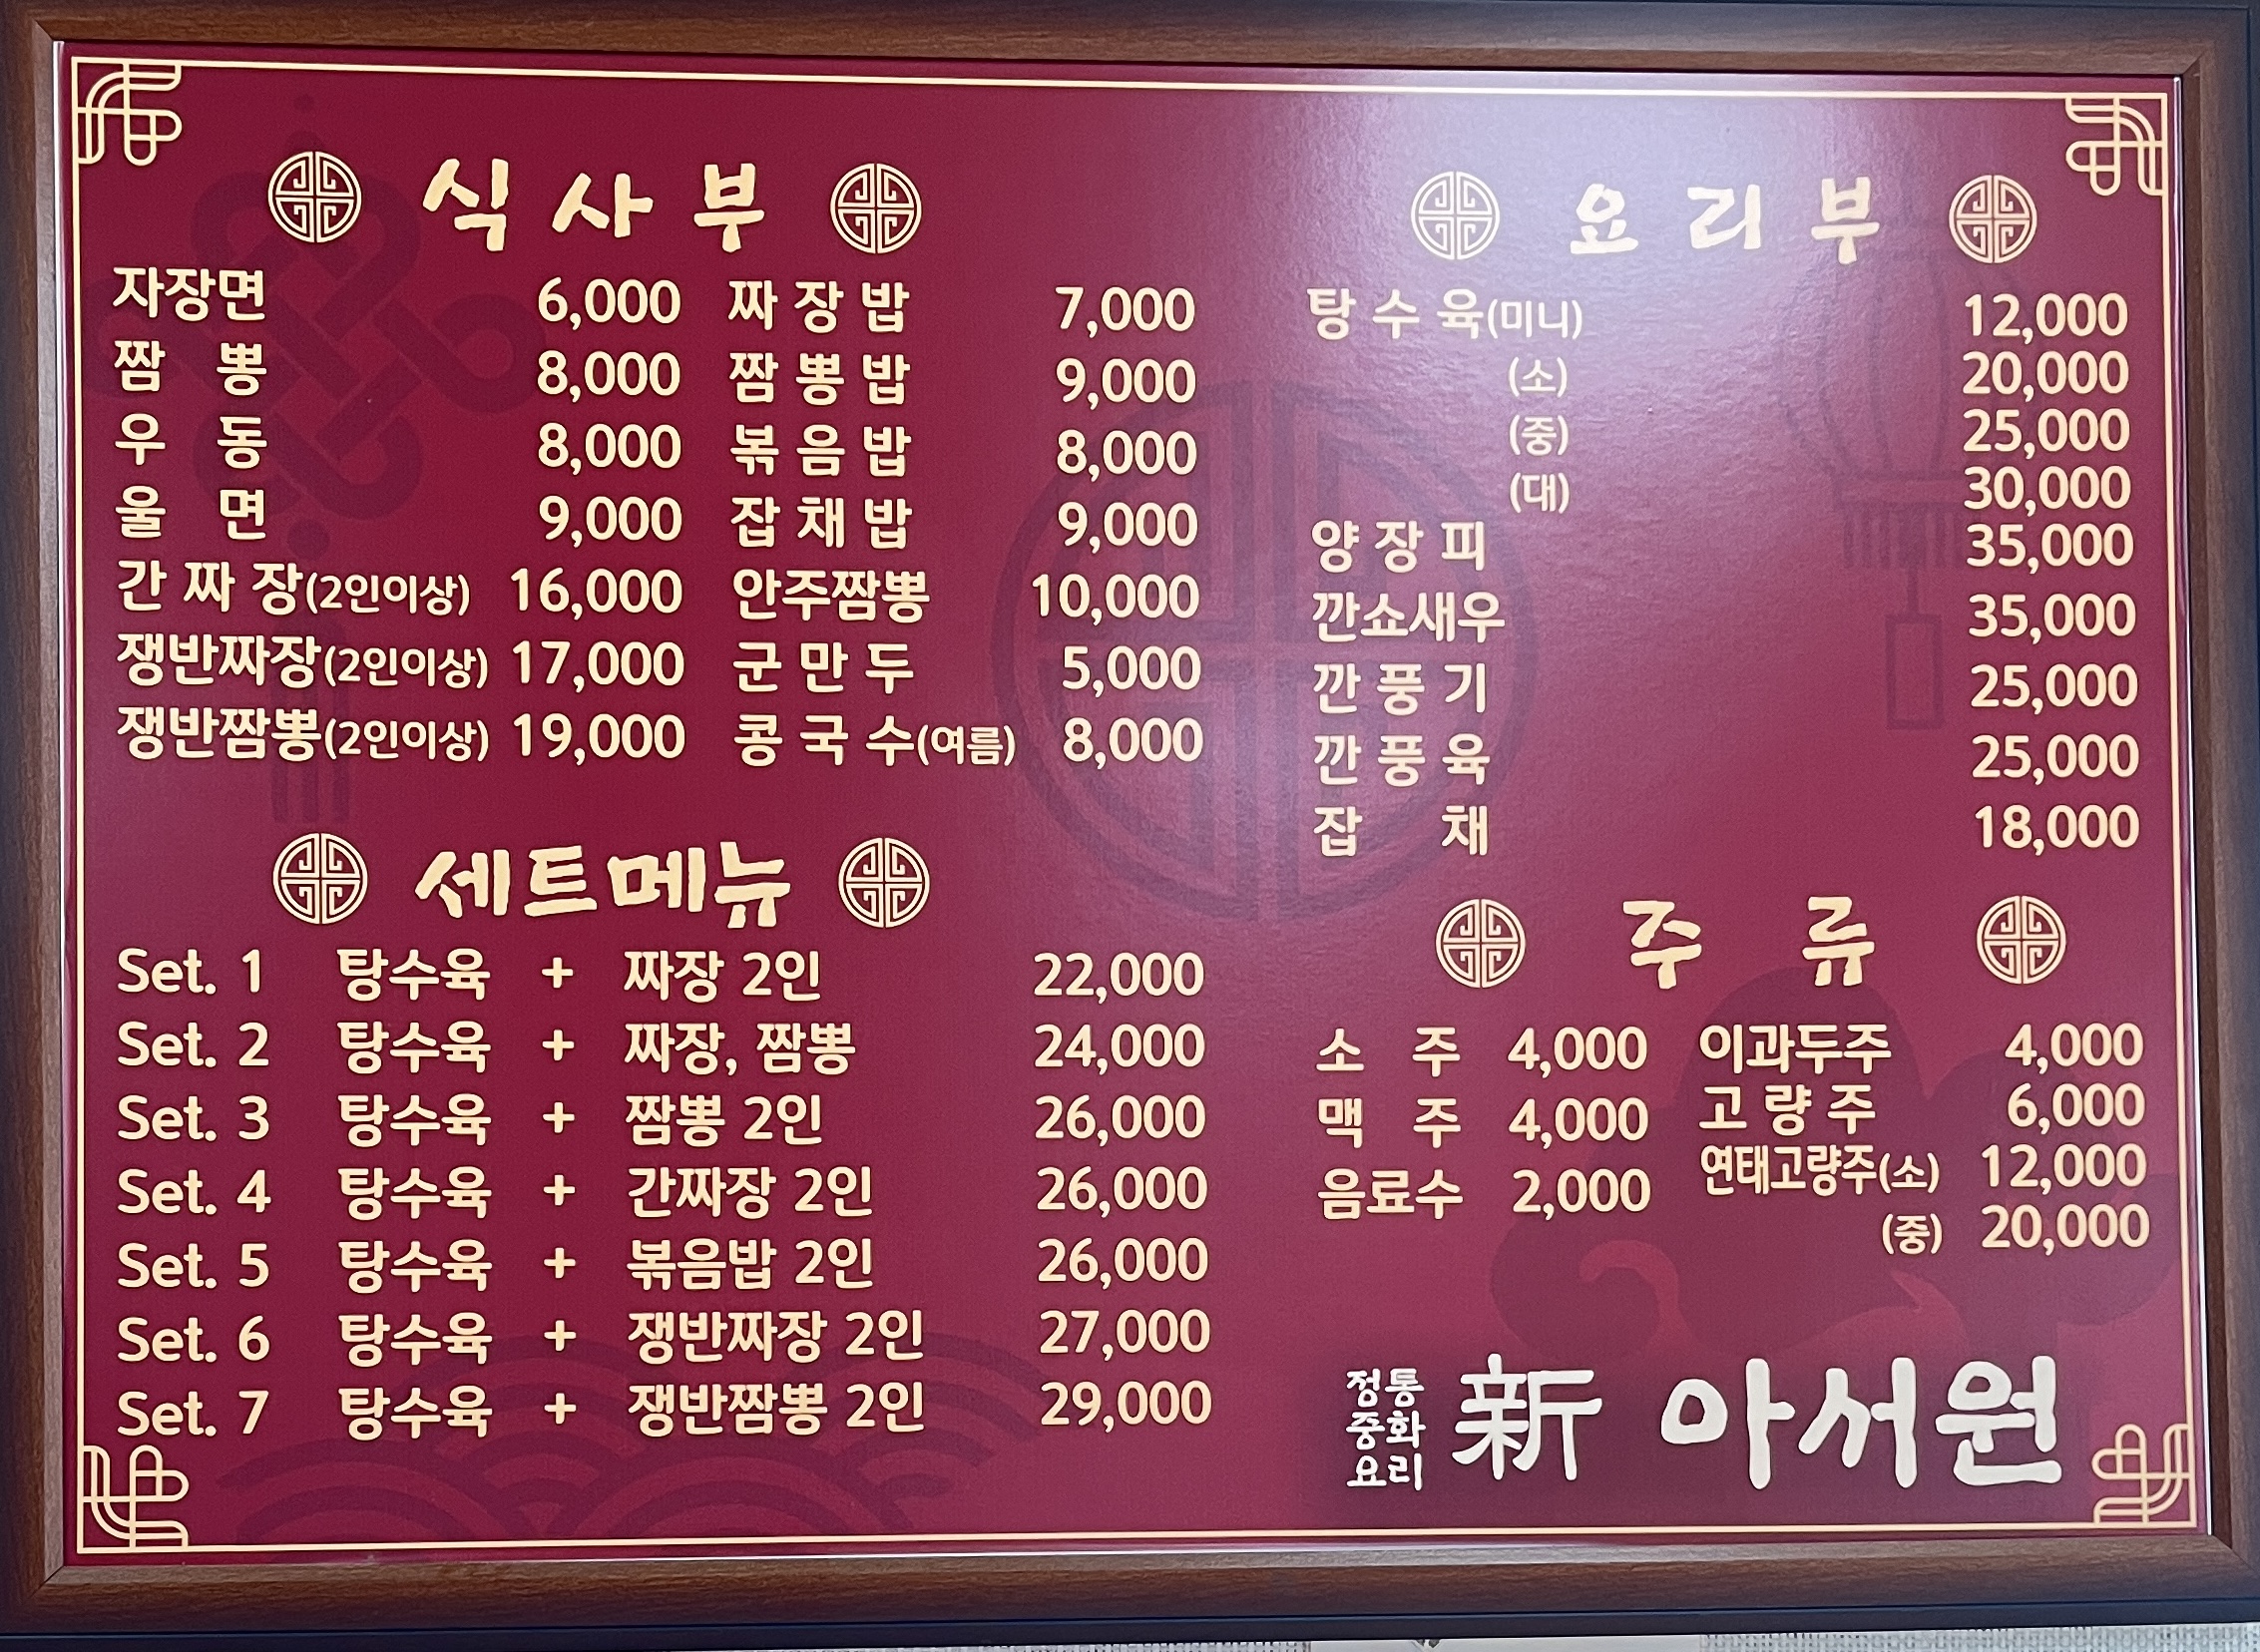 식사부
자장면 6,000
짬 뽕 8,000
우 동 8,000
울 면 9,000
간 짜 장(2인이상) 16,000
쟁반짜장(2인이상) 17,000
쟁반짬뽕(2인이상) 19,000
짜 장 밥 7,000
짬 뽕 밥 9,000
볶 음 밥 8,000
잡 채 밥 9,000
안주짬뽕 10,000
군 만 두 5,000
콩 국 수(여름) 8,000
세트메뉴
Set. 1 탕수육 + 짜장 2인 22,000
Set. 2 탕수육 + 짜장, 짬뽕 24,000
Set. 3 탕수육 + 짬뽕 2인 26,000
Set. 4 탕수육 + 간짜장 2인 26,000
Set. 5 탕수육 + 볶음밥 2인 26,000
Set. 6 탕수육 + 쟁반짜장 2인 27,000
Set. 7 탕수육 + 쟁반짬뽕 2인 29,000
요리부
탕 수 육(미니) 12,000
(소) 20,000
(중) 25,000
(대) 30,000
양 장 피 35,000
깐쇼새우 35,000
깐 풍 기 25,000
깐 풍 육 25,000
잡 채 18,000
주 류
소 주 4,000
맥 주 4,000
음료수 2,000
이과두주 4,000
고 량 주 6,000
연태고량주(소) 12,000
(중) 20,000
정통
중화
요리
新 아서원